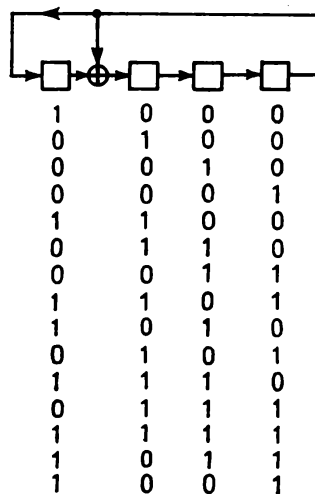 1 0 0 0
0 1 0 0
0 0 1 0
0 0 0 1
1 1 0 0
0 1 1 0
0 0 1 1
1 1 0 1
1 0 1 0
0 1 0 1
1 1 1 0
0 1 1 1
1 1 1 1
1 0 1 1
1 0 0 1